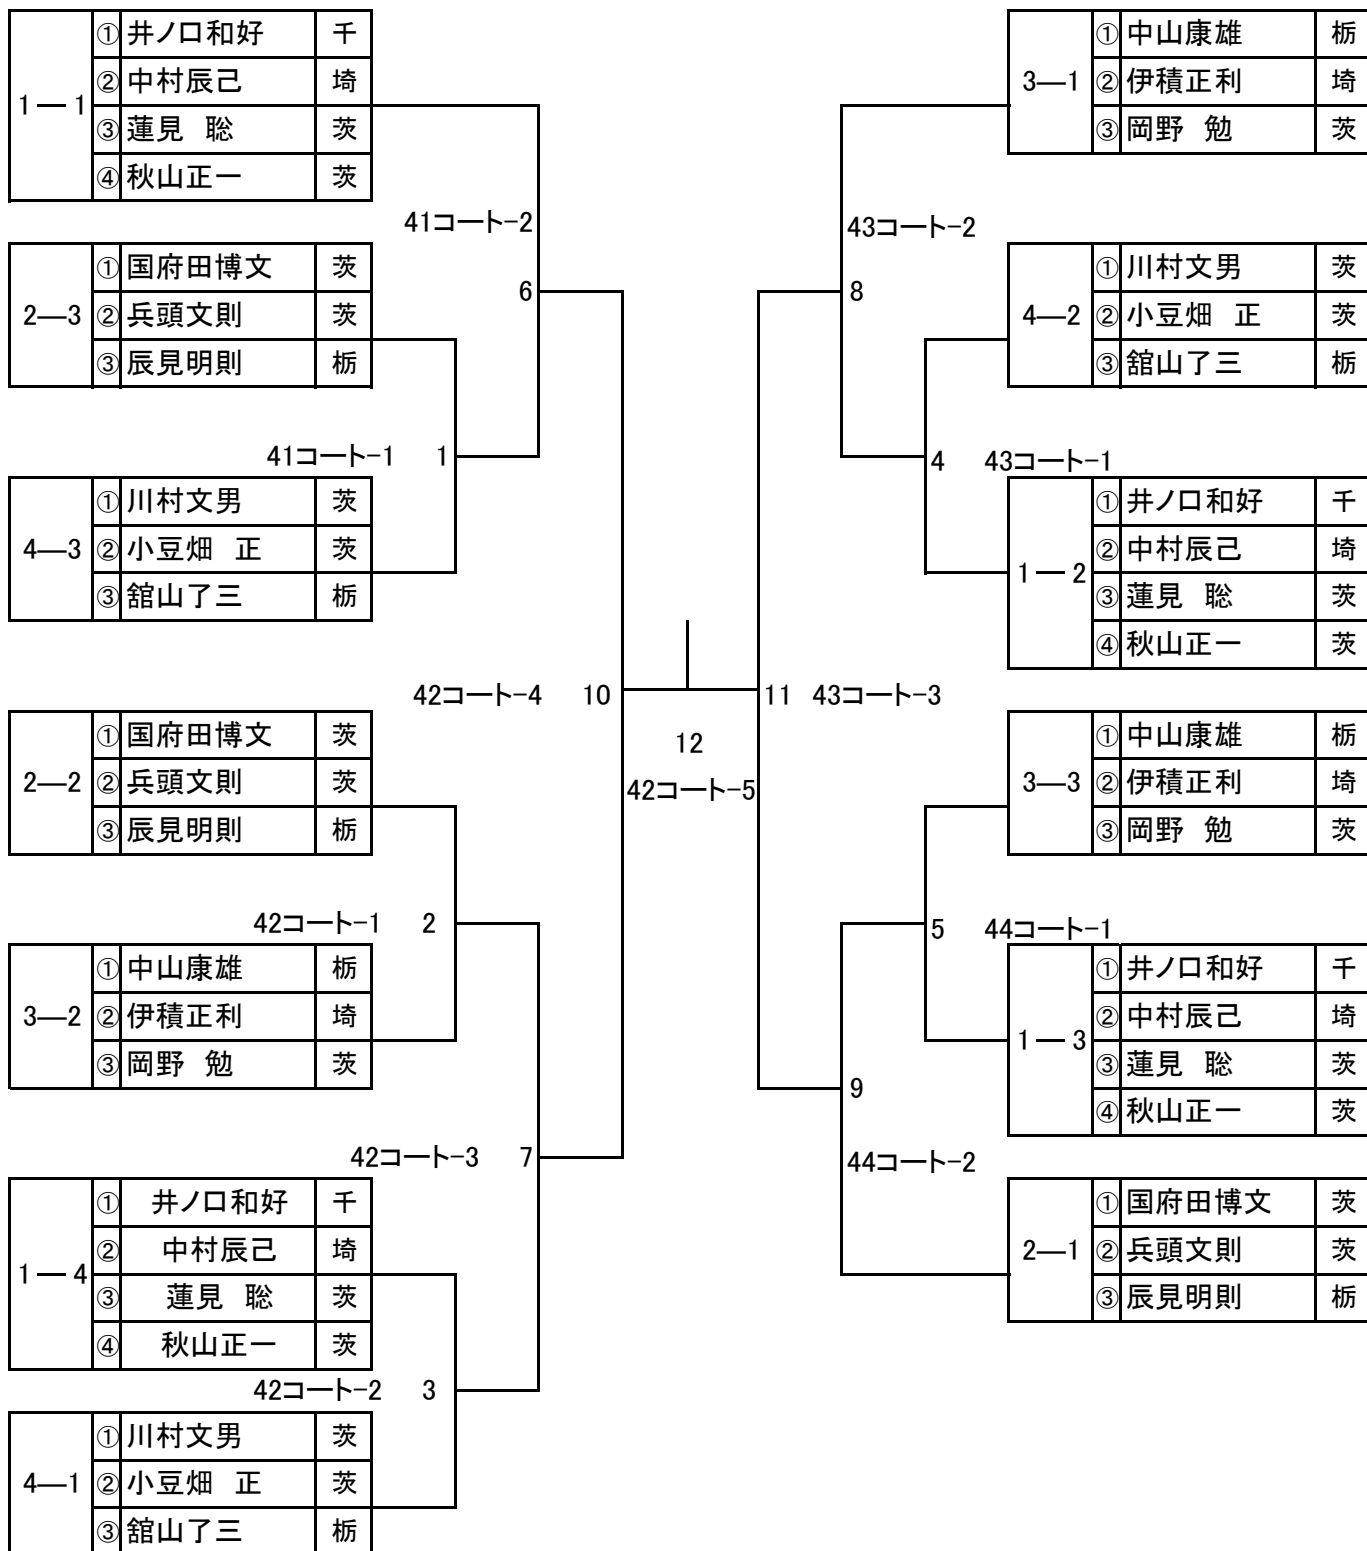 1 ― 1
① 井ノ口和好 千
② 中村辰己 埼
③ 蓮見 聡 茨
④ 秋山正一 茨
41コート-2
6
2―3
① 国府田博文 茨
② 兵頭文則 茨
③ 辰見明則 栃
41コート-1 1
4―3
① 川村文男 茨
② 小豆畑 正 茨
③ 舘山了三 栃
42コート-4 10
2―2
① 国府田博文 茨
② 兵頭文則 茨
③ 辰見明則 栃
42コート-1 2
3―2
① 中山康雄 栃
② 伊積正利 埼
③ 岡野 勉 茨
42コート-3 7
1 ― 4
① 井ノ口和好 千
② 中村辰己 埼
③ 蓮見 聡 茨
④ 秋山正一 茨
42コート-2 3
4―1
① 川村文男 茨
② 小豆畑 正 茨
③ 舘山了三 栃
12
42コート-5
3―1
① 中山康雄 栃
② 伊積正利 埼
③ 岡野 勉 茨
43コート-2
8
4―2
① 川村文男 茨
② 小豆畑 正 茨
③ 舘山了三 栃
4 43コート-1
1 ― 2
① 井ノ口和好 千
② 中村辰己 埼
③ 蓮見 聡 茨
④ 秋山正一 茨
11 43コート-3
3―3
① 中山康雄 栃
② 伊積正利 埼
③ 岡野 勉 茨
5 44コート-1
1 ― 3
① 井ノ口和好 千
② 中村辰己 埼
③ 蓮見 聡 茨
④ 秋山正一 茨
9
44コート-2
2―1
① 国府田博文 茨
② 兵頭文則 茨
③ 辰見明則 栃